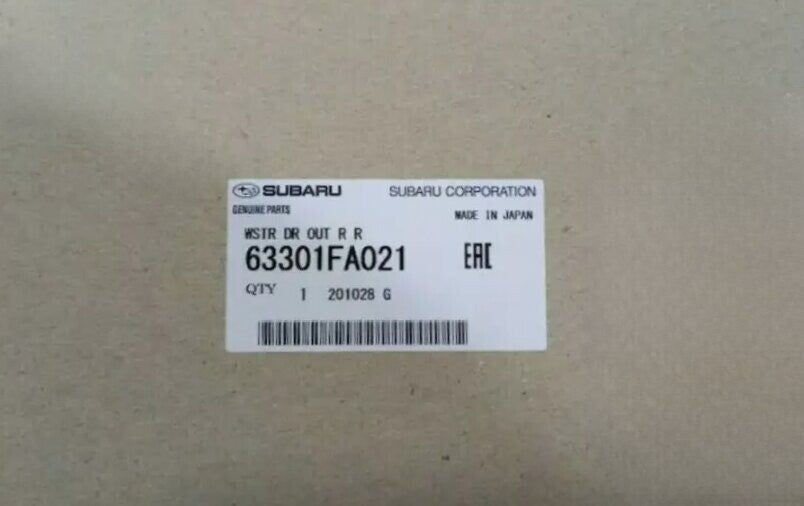 SUBARU SUBARU CORPORATION
GENUINE PARTS MADE IN JAPAN
WSTR DR OUT R R
63301FA021 EAC
QTY 1 201028 G